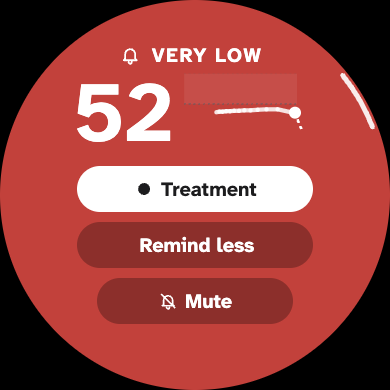 VERY LOW
52
Treatment
Remind less
Mute